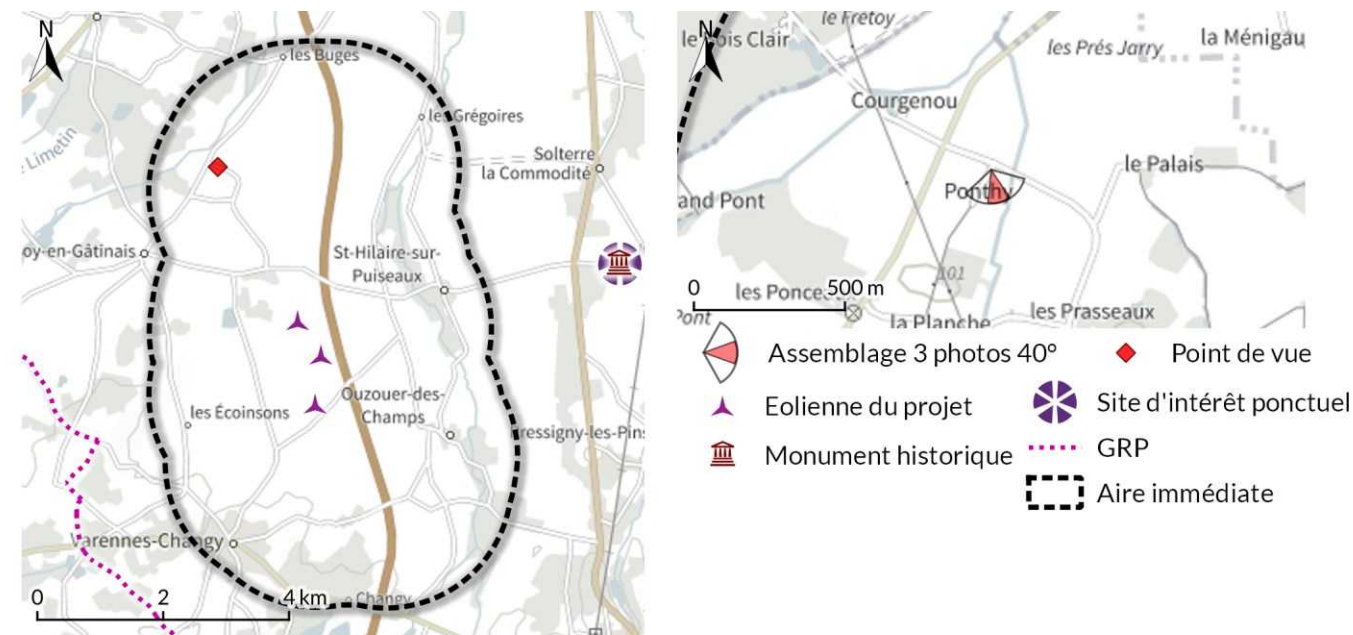 N
les Buges
les Grégoires
Limetin
Solterre
la Commodité
oy-en-Gâtinais
St-Hilaire-sur-
Puiseaux
les Écoinsons
Ouzouer-des-
Champs
ressigny-les-Pins
Varennes-Changy
Changy
0 2 4 km
N
le Frétoy
le Bois Clair
les Prés Jarry
la Ménigau
Courgenou
le Palais
Ponthy
and Pont
101
0 500 m
les Ponceaux
les Prasseaux
la Planche
Pont
Assemblage 3 photos 40°
Point de vue
Eolienne du projet
Site d'intérêt ponctuel
Monument historique
GRP
Aire immédiate